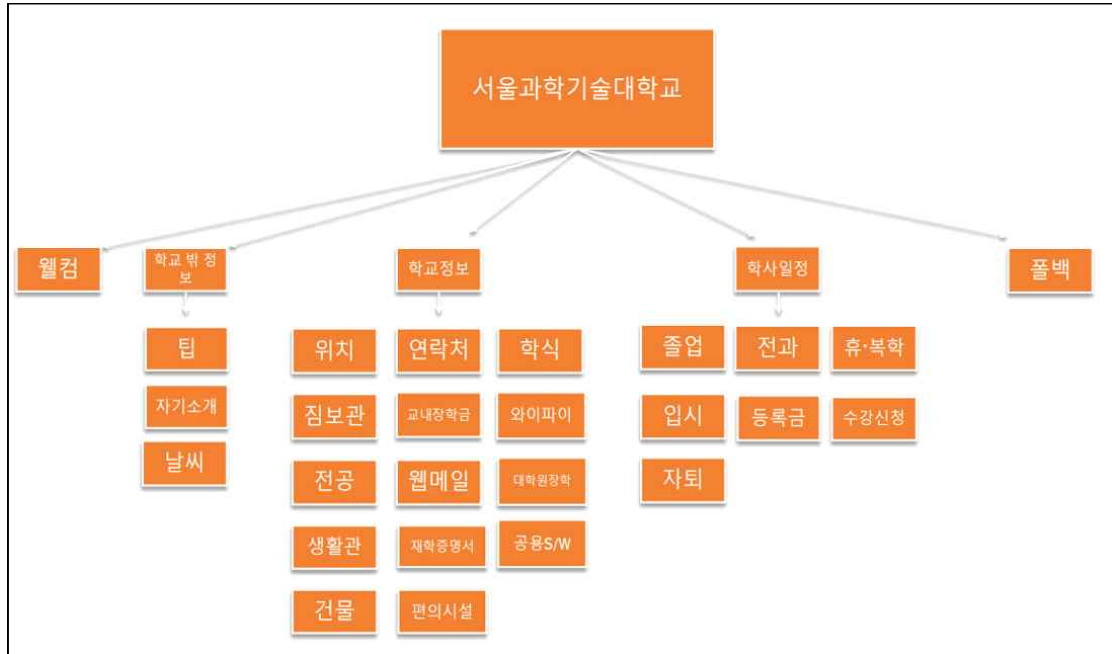 서울과학기술대학교
웰컴
학교 밖 정
보
학교정보
학사일정
폴백
팁
자기소개
날씨
위치
연락처
학식
짐보관
교내장학금
와이파이
전공
웹메일
대학원장학
생활관
재학증명서
공용S/W
건물
편의시설
졸업
전과
휴·복학
입시
등록금
수강신청
자퇴